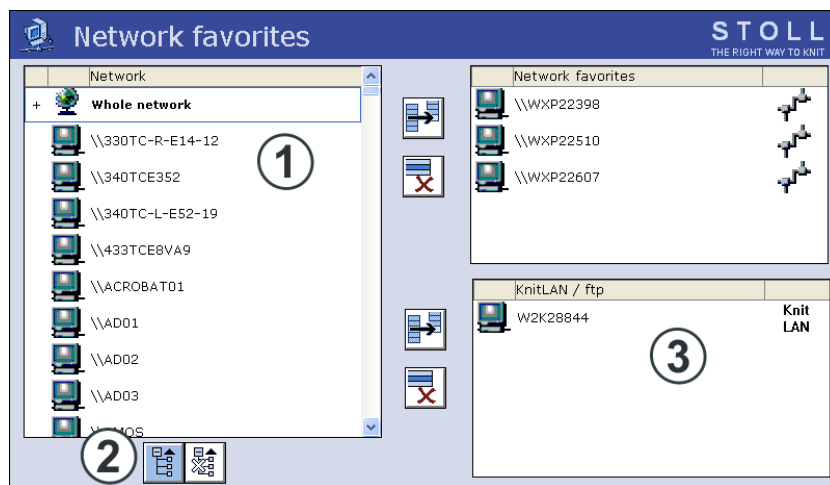 Network favorites
STOLL
THE RIGHT WAY TO KNIT
Network
+ Whole network
\\330TC-R-E14-12
\\340TCE352
\\340TC-L-E52-19
\\433TCE8VA9
\\ACROBAT01
\\AD01
\\AD02
\\AD03
1
2
Network favorites
\\WXP22398
\\WXP22510
\\WXP22607
KnitLAN / ftp
W2K28844
Knit
LAN
3